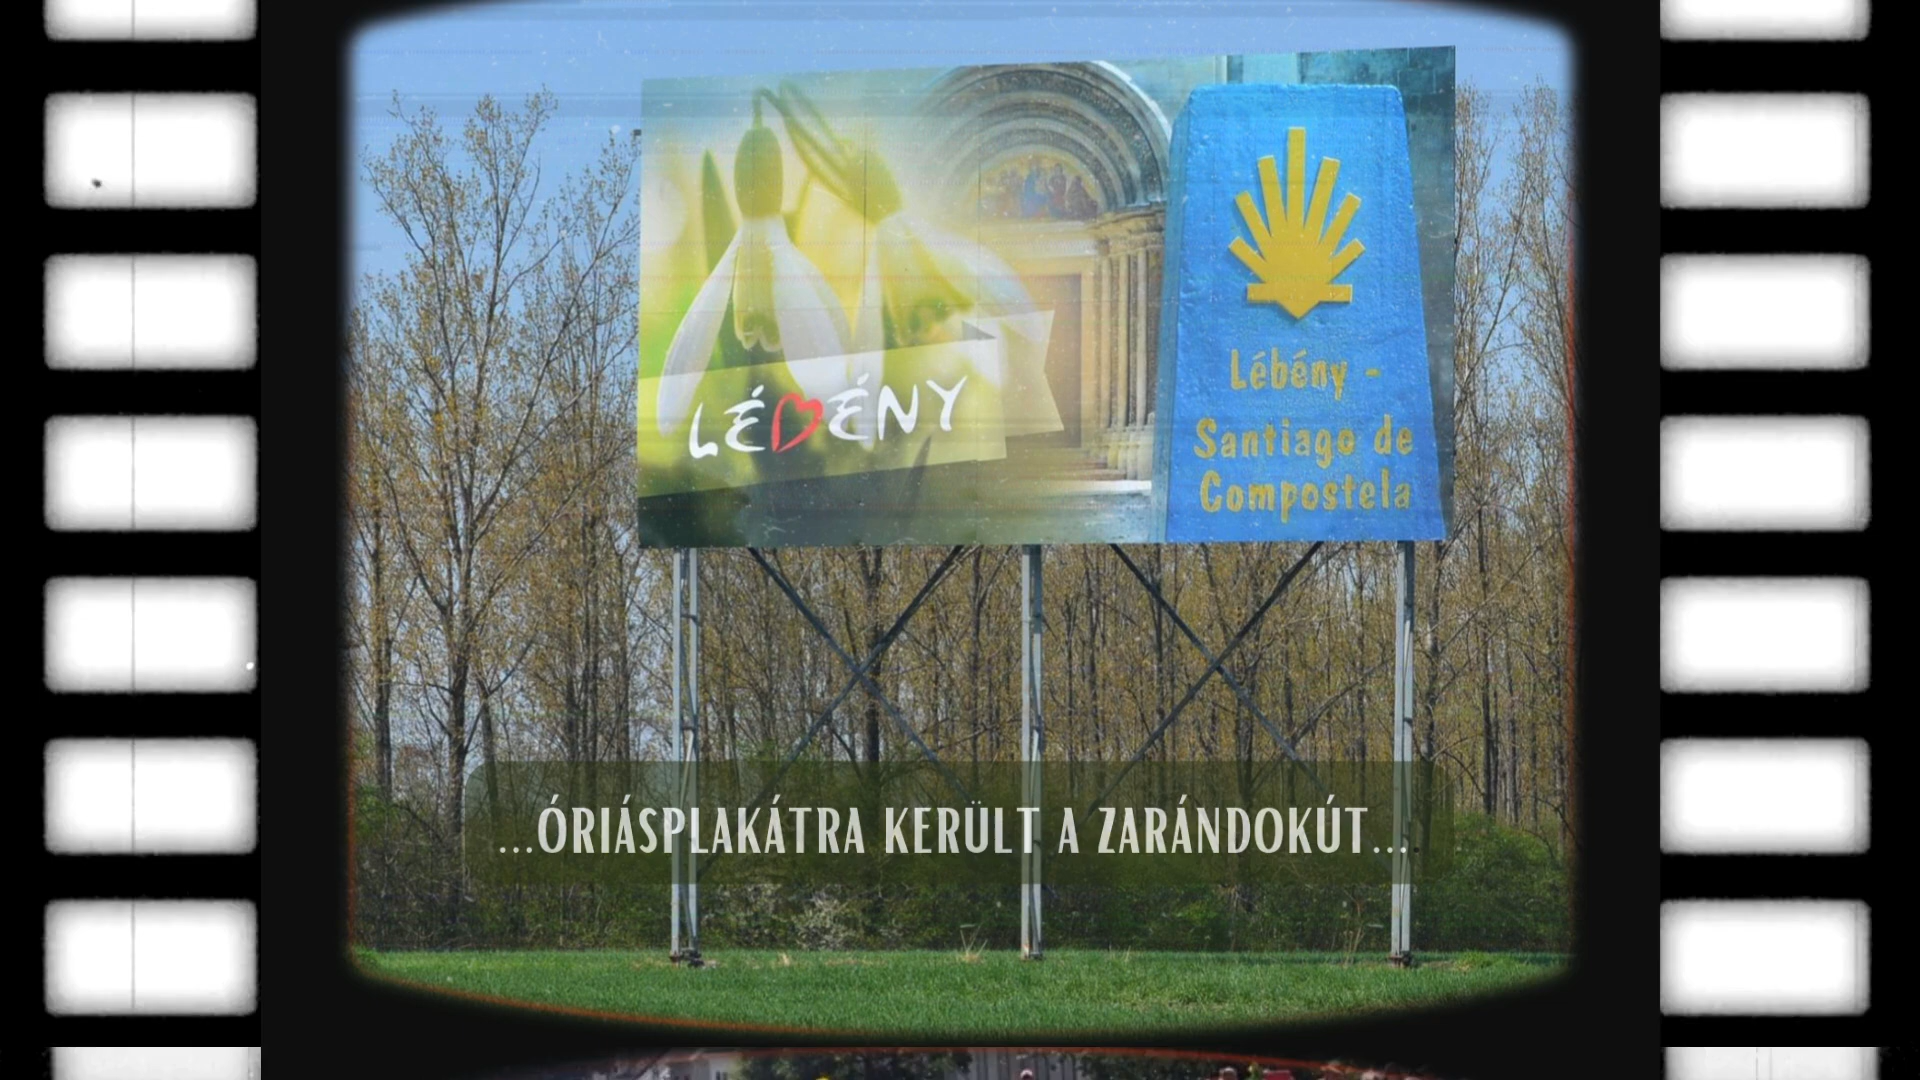 LÉBÉNY
Lébény -
Santiago de
Compostela
...ÓRIÁSPLAKÁTRA KERÜLT A ZARÁNDOKÚT...